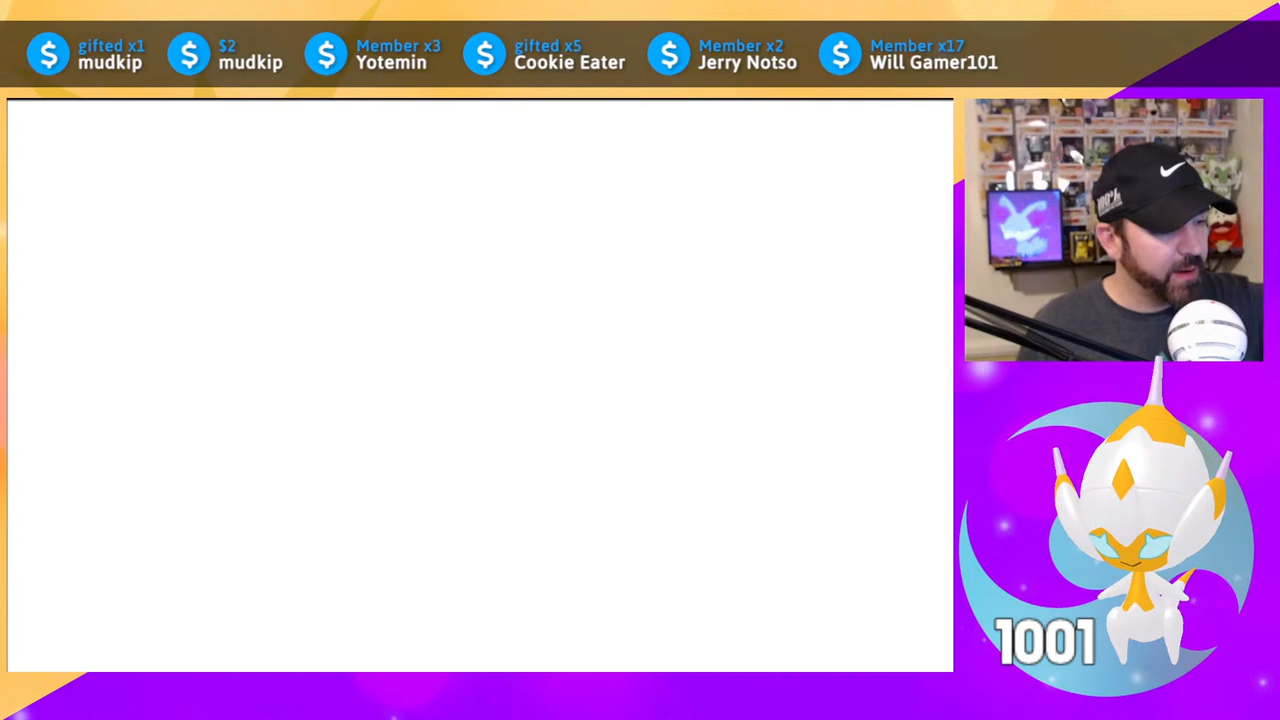 gifted x1
mudkip
$2
mudkip
Member x3
Yotemin
gifted x5
Cookie Eater
Member x2
Jerry Notso
Member x17
Will Gamer101
100%
1001